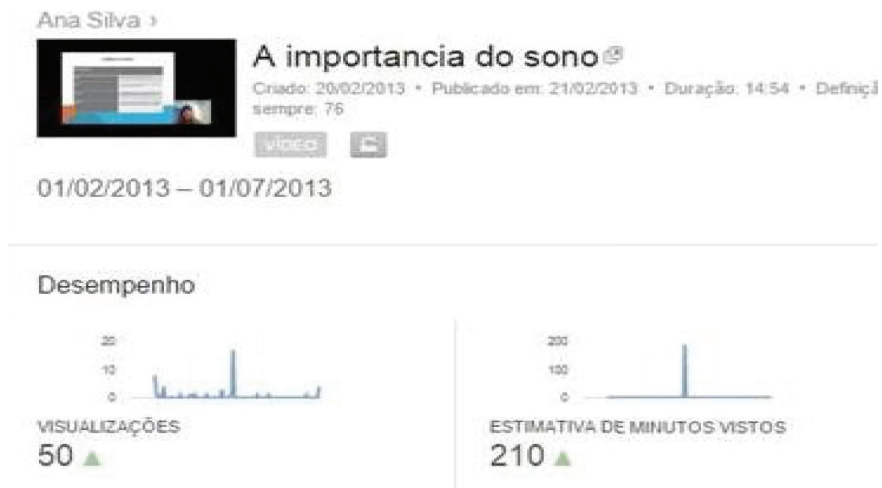 Ana Silva ›
A importancia do sono
Criado: 20/02/2013 • Publicado em: 21/02/2013 • Duração: 14:54 • Definiçã
sempre: 76
VÍDEO
01/02/2013 – 01/07/2013
Desempenho
20
10
0
VISUALIZAÇÕES
50
200
100
0
ESTIMATIVA DE MINUTOS VISTOS
210